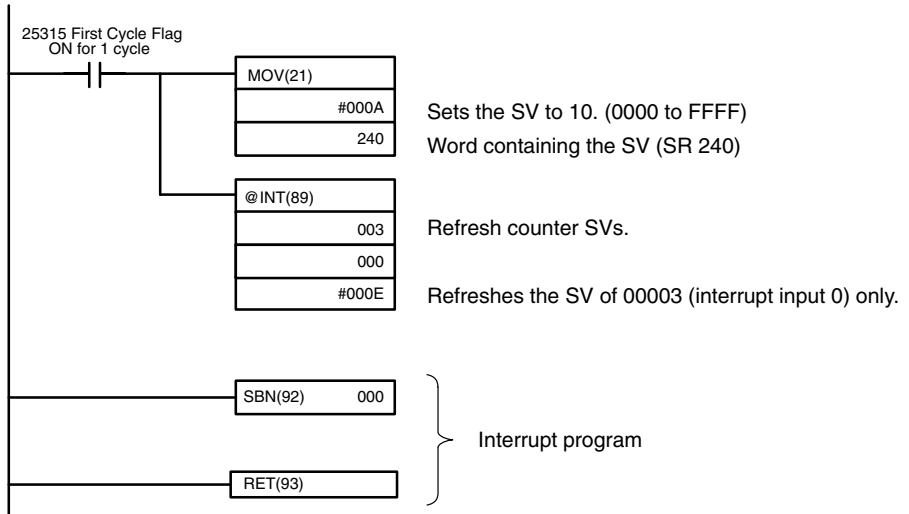 25315 First Cycle Flag
ON for 1 cycle
MOV(21)
#000A Sets the SV to 10. (0000 to FFFF)
240 Word containing the SV (SR 240)
@INT(89)
003 Refresh counter SVs.
000
#000E Refreshes the SV of 00003 (interrupt input 0) only.
SBN(92) 000
Interrupt program
RET(93)